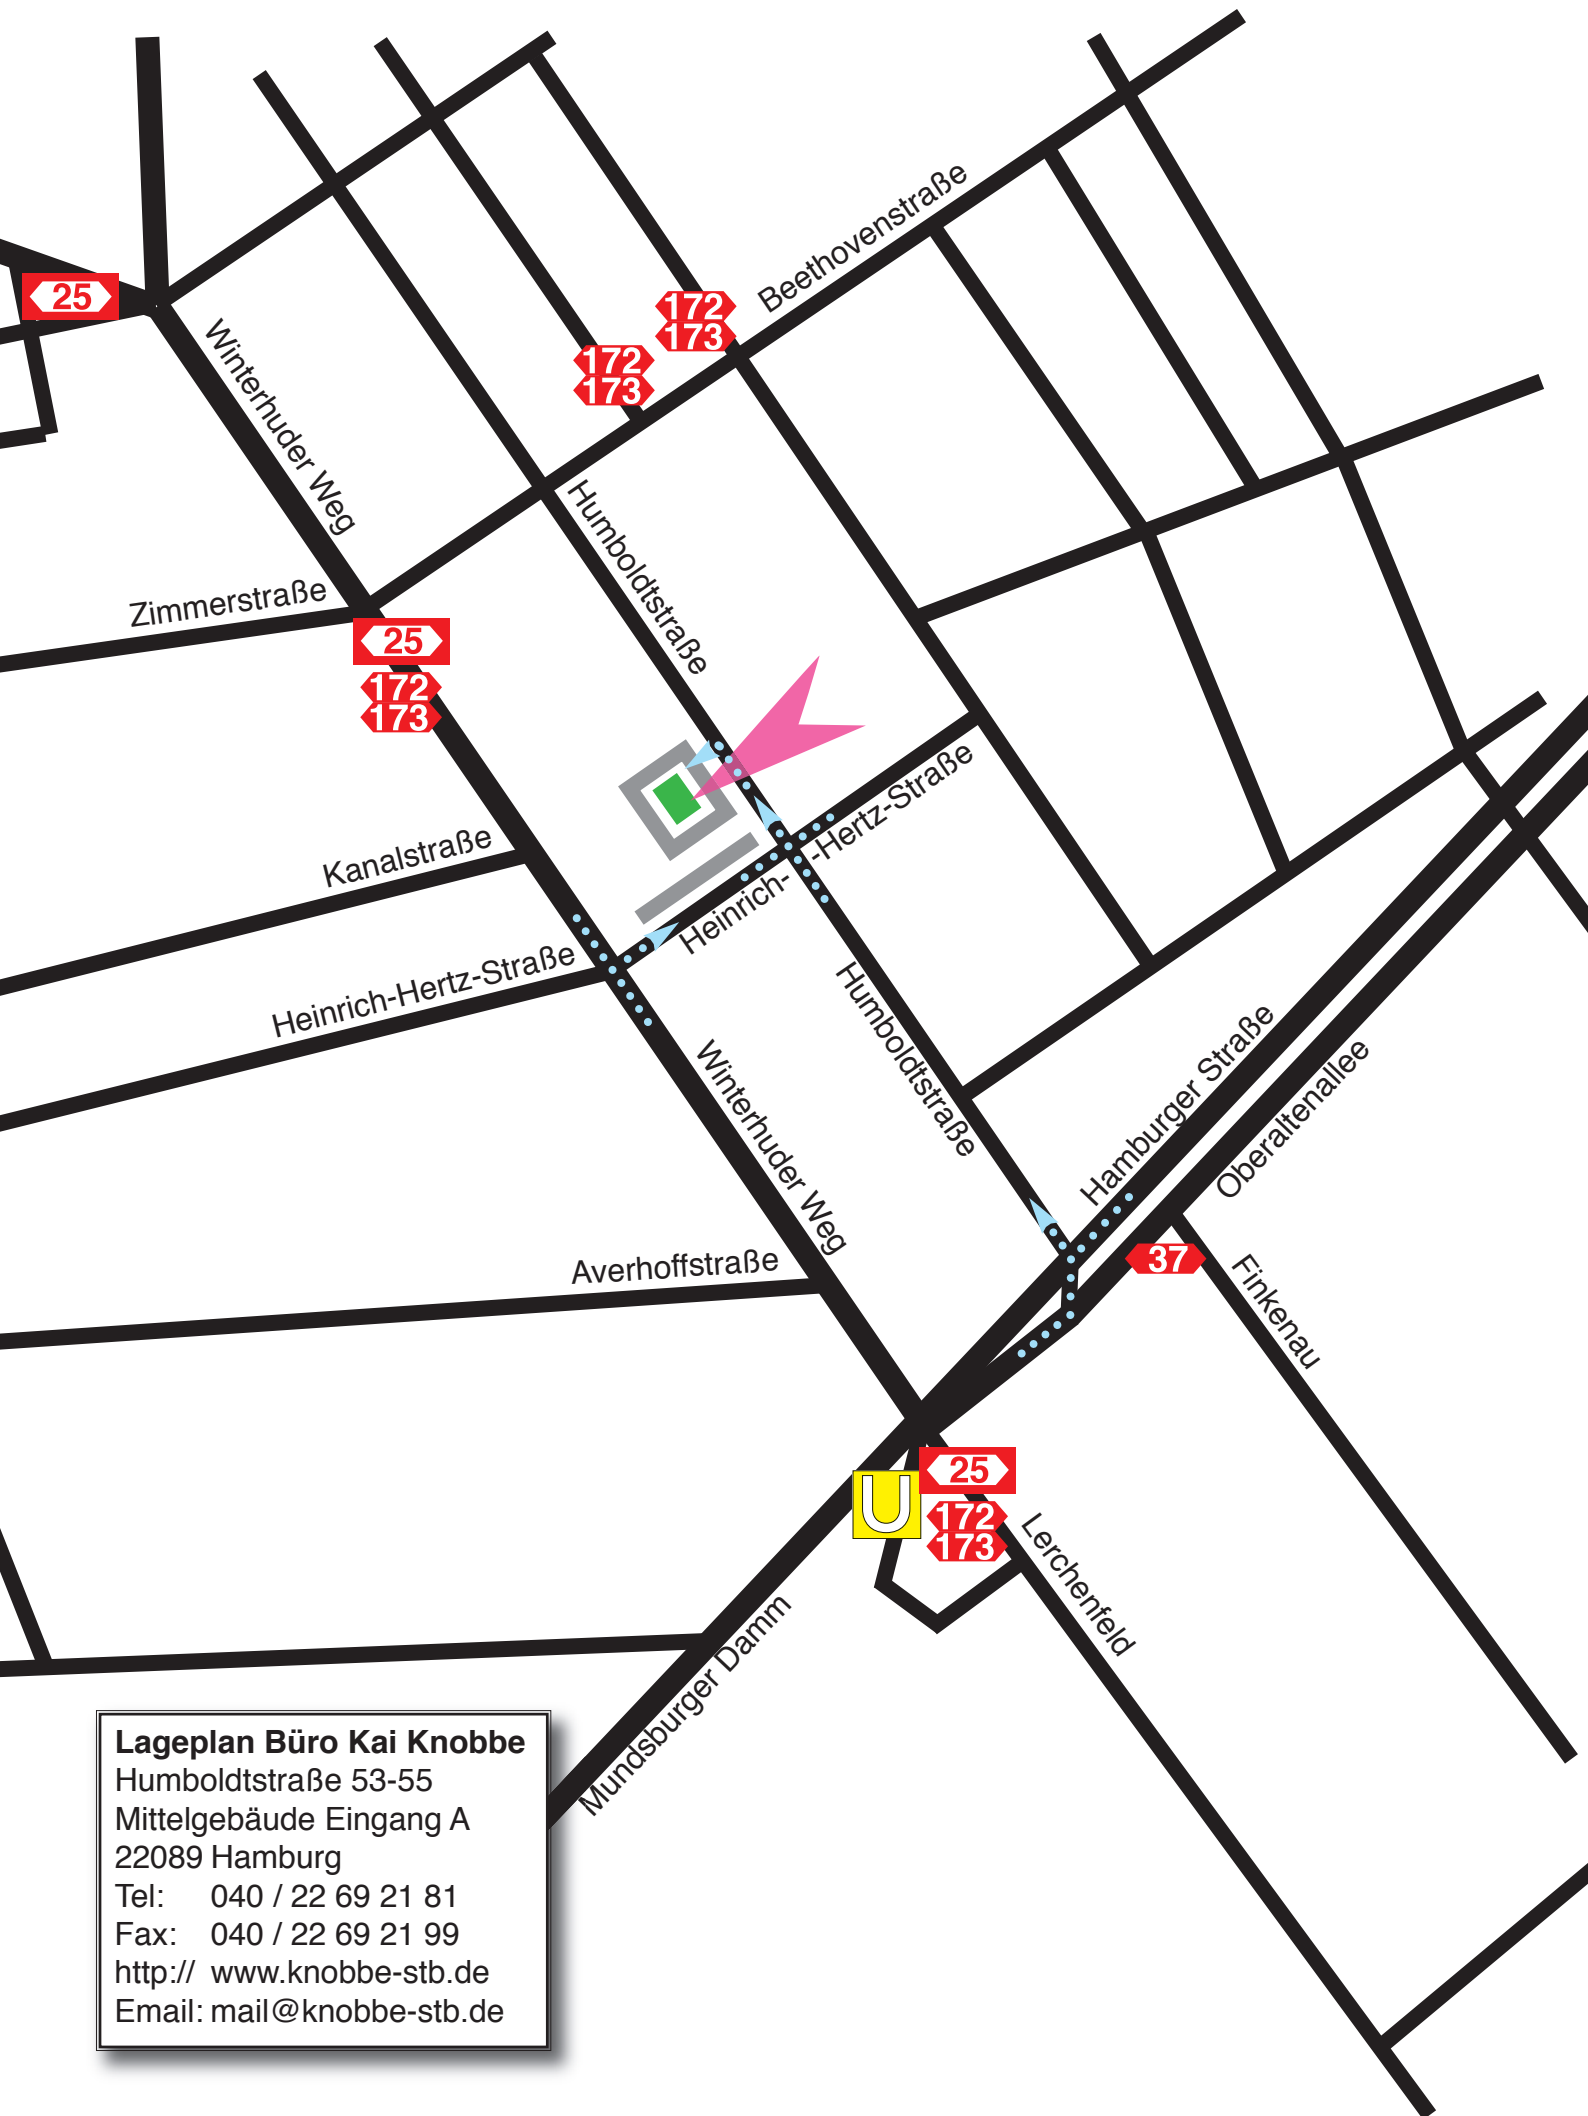 Beethovenstraße
25
172
173
172
173
Winterhuder Weg
Humboldtstraße
Zimmerstraße
25
172
173
Heinrich-
-Hertz-Straße
Kanalstraße
Heinrich-Hertz-Straße
Humboldtstraße
Winterhuder Weg
Hamburger Straße
Oberaltenallee
Averhoffstraße
37
Finkenau
25
U
172
173
Lerchenfeld
Mundsburger Damm
Lageplan Büro Kai Knobbe
Humboldtstraße 53-55
Mittelgebäude Eingang A
22089 Hamburg
Tel: 040 / 22 69 21 81
Fax: 040 / 22 69 21 99
http:// www.knobbe-stb.de
Email: mail@knobbe-stb.de